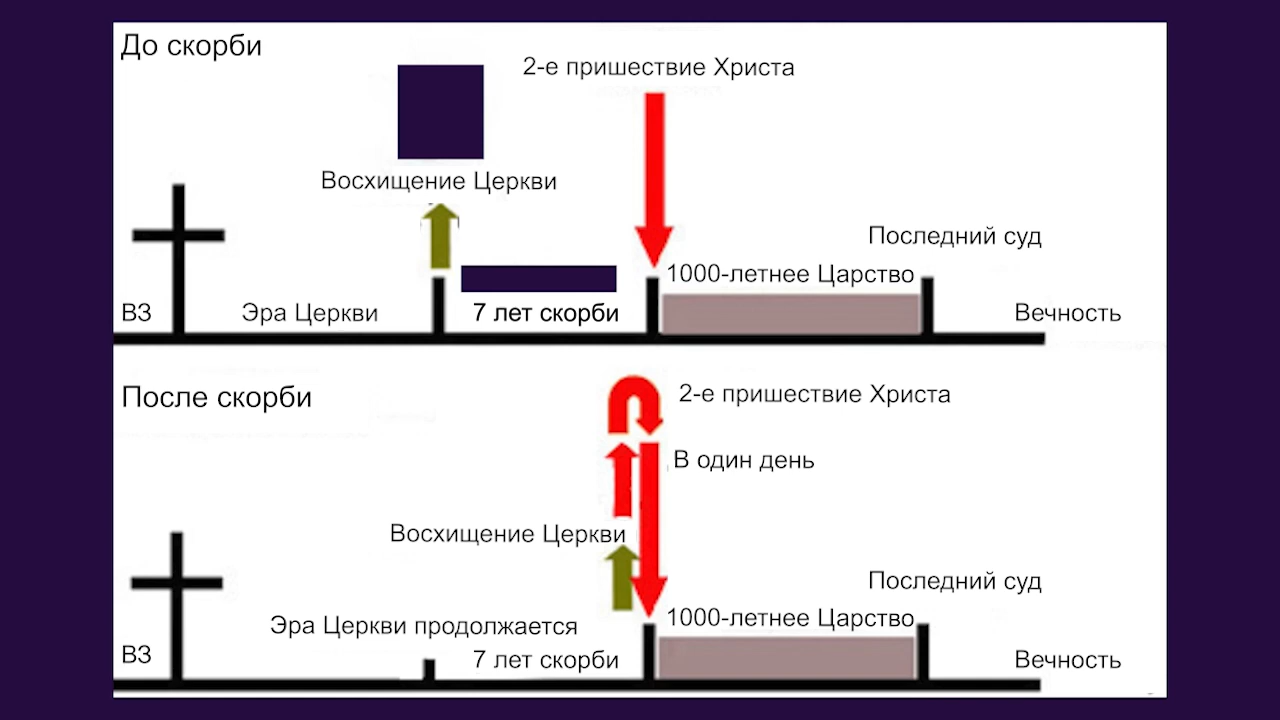 До скорби
2-е пришествие Христа
Восхищение Церкви
Последний суд
1000-летнее Царство
ВЗ
Эра Церкви
7 лет скорби
Вечность
После скорби
2-е пришествие Христа
В один день
Восхищение Церкви
Последний суд
1000-летнее Царство
Эра Церкви продолжается
ВЗ
7 лет скорби
Вечность